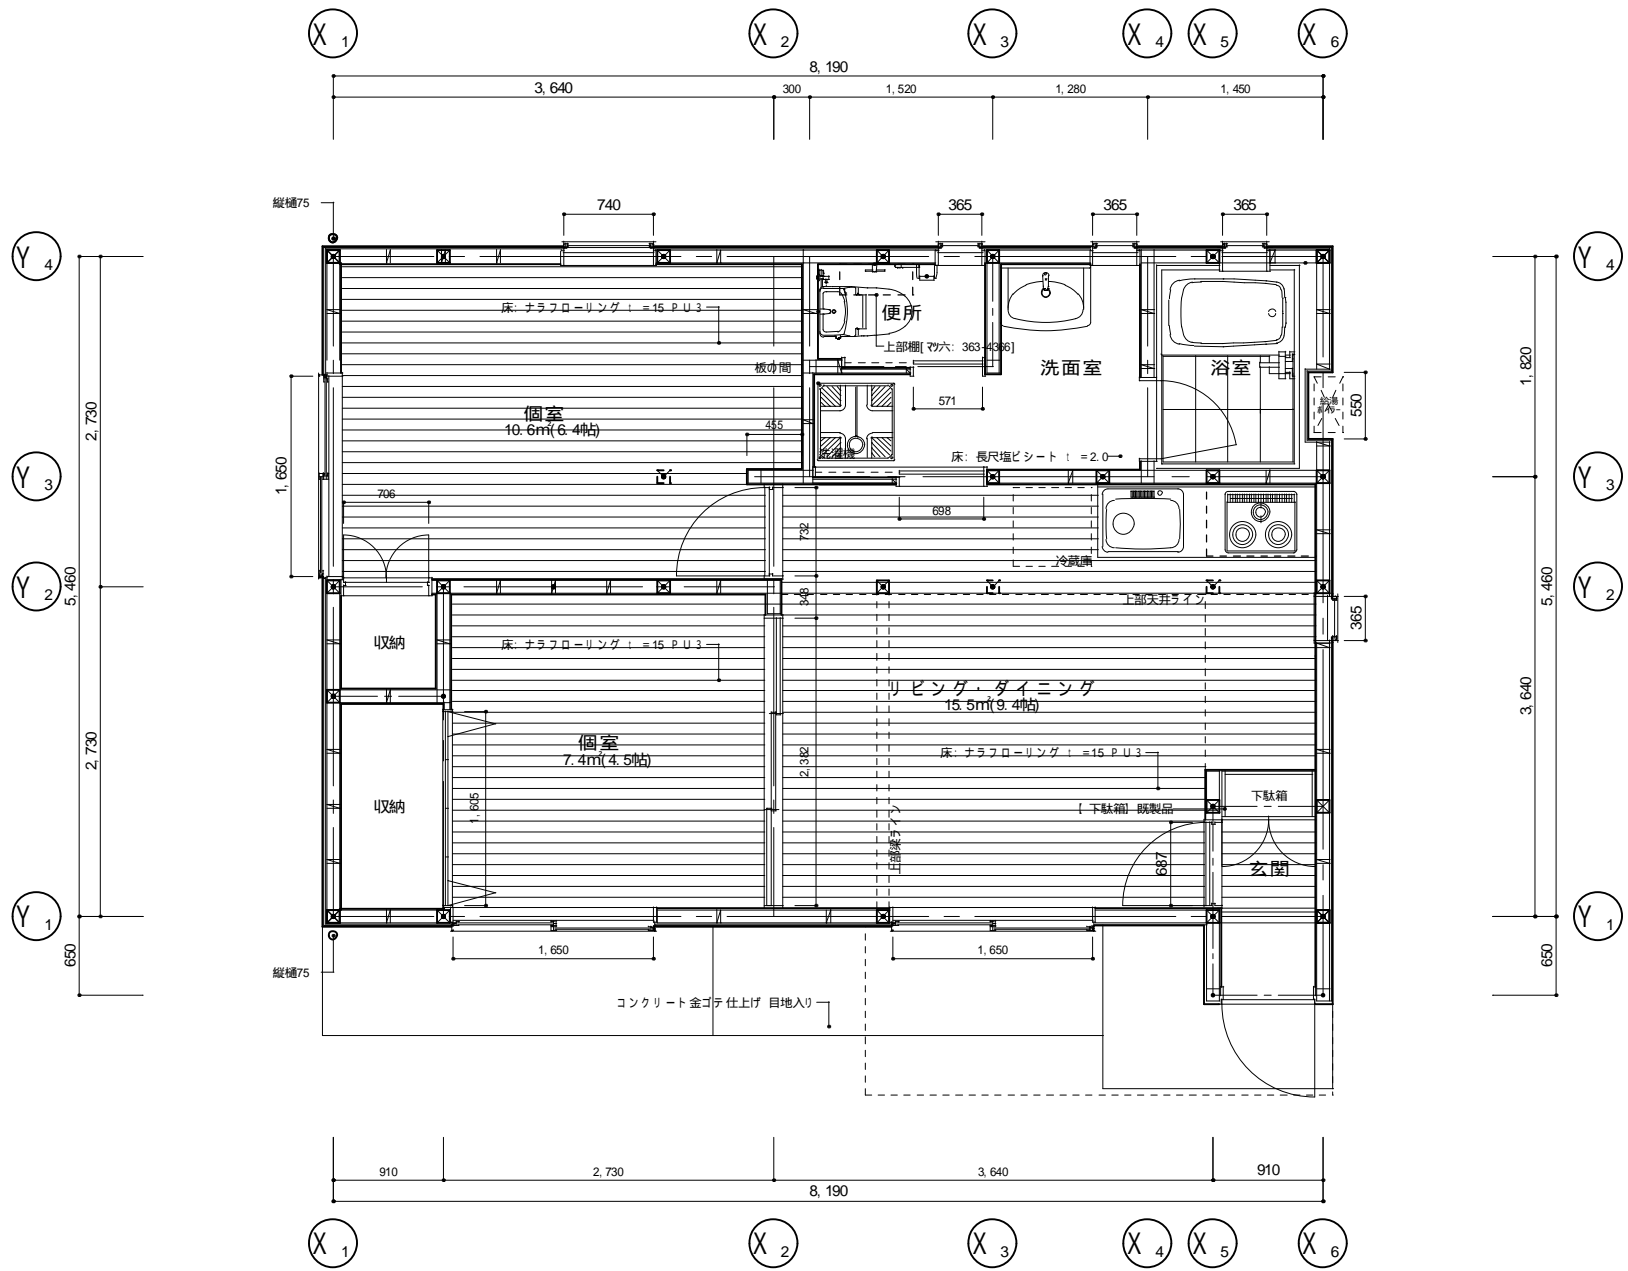 X1 X2 X3 X4 X5 X6
8,190
3,640 300 1,520 1,280 1,450
縦樋75
740 365 365 365
Y4 Y4
床:ナラフローリング t=15 PU3
便所
上部棚[マツ六:363-4366]
板の間
洗面室 浴室
1,820
給湯
550
571
2,730
個室
10.6㎡(6.4帖)
455
洗濯機
床:長尺塩ビシート t=2.0
Y3 Y3
1,650
706
698
732
冷蔵庫
Y2 Y2
5,460 5,460
348
上部天井ライン
365
収納
床:ナラフローリング t=15 PU3
リビング・ダイニング
15.5㎡(9.4帖)
3,640
2,730
個室
7.4㎡(4.5帖)
床:ナラフローリング t=15 PU3
2,382
収納
1,605
下駄箱
【下駄箱】既製品
上部梁ライン
687
玄関
Y1 Y1
650 650
1,650 1,650
縦樋75
コンクリート金ゴテ仕上げ 目地入り
910 2,730 3,640 910
8,190
X1 X2 X3 X4 X5 X6